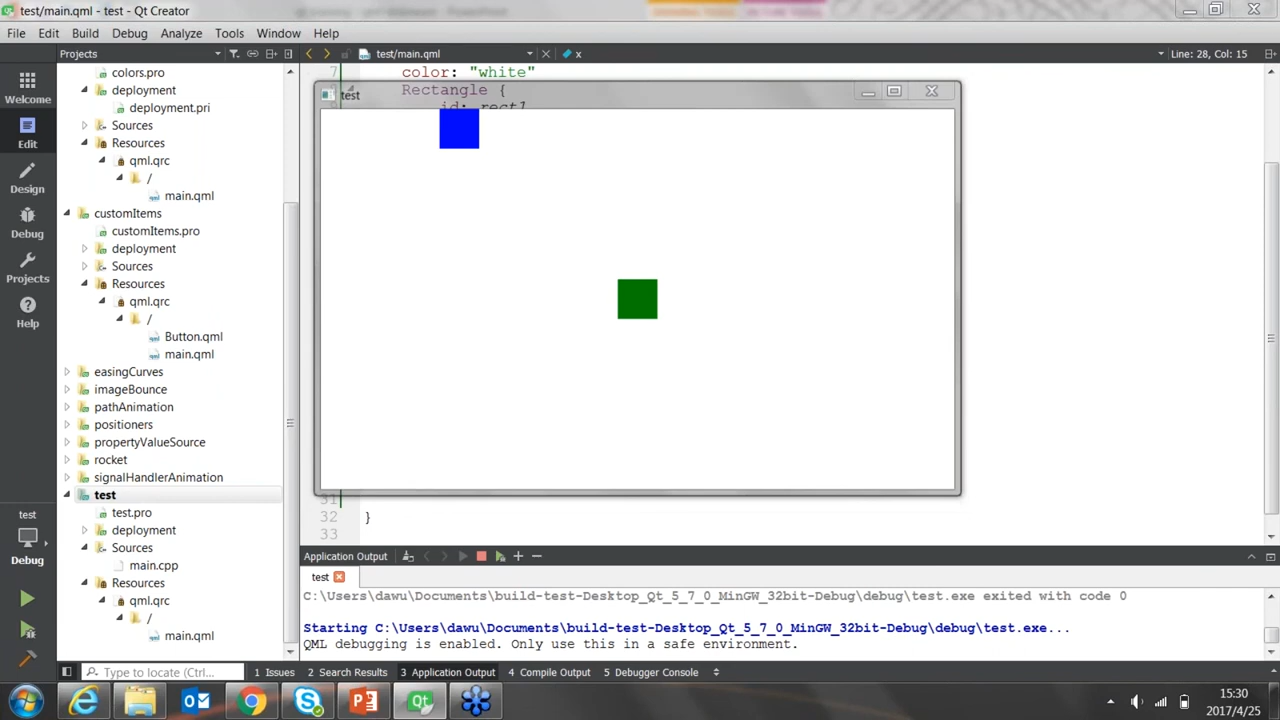 test/main.qml - test - Qt Creator
File Edit Build Debug Analyze Tools Window Help
Projects
test/main.qml
x
Line: 28, Col: 15
Welcome
Edit
Design
Debug
Projects
Help
test
Debug
colors.pro
deployment
deployment.pri
Sources
Resources
qml.qrc
/
main.qml
customItems
customItems.pro
deployment
Sources
Resources
qml.qrc
/
Button.qml
main.qml
easingCurves
imageBounce
pathAnimation
positioners
propertyValueSource
rocket
signalHandlerAnimation
test
test.pro
deployment
Sources
main.cpp
Resources
qml.qrc
/
main.qml
7 color: "white"
Rectangle {
id: rect1
test
31
32 }
33
Application Output
test
C:\Users\dawu\Documents\build-test-Desktop_Qt_5_7_0_MinGW_32bit-Debug\debug\test.exe exited with code 0
Starting C:\Users\dawu\Documents\build-test-Desktop_Qt_5_7_0_MinGW_32bit-Debug\debug\test.exe...
QML debugging is enabled. Only use this in a safe environment.
Type to locate (Ctrl... 1 Issues 2 Search Results 3 Application Output 4 Compile Output 5 Debugger Console
15:30
2017/4/25